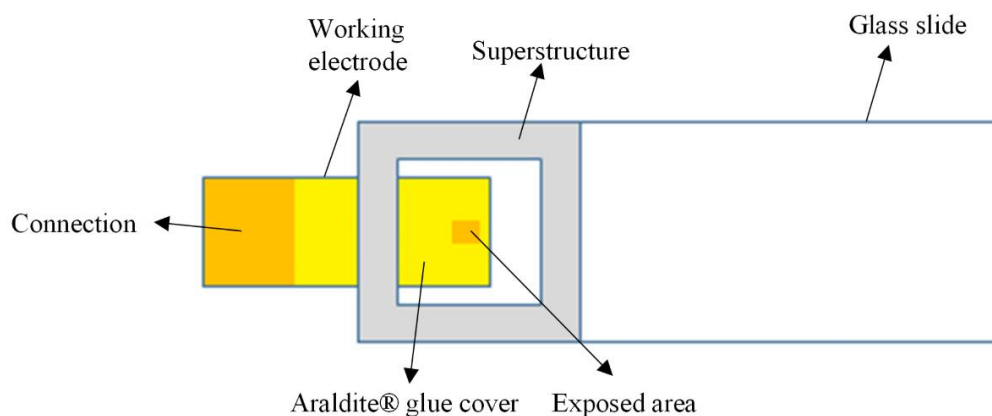 Working
electrode
Superstructure
Glass slide
Connection
Araldite® glue cover
Exposed area